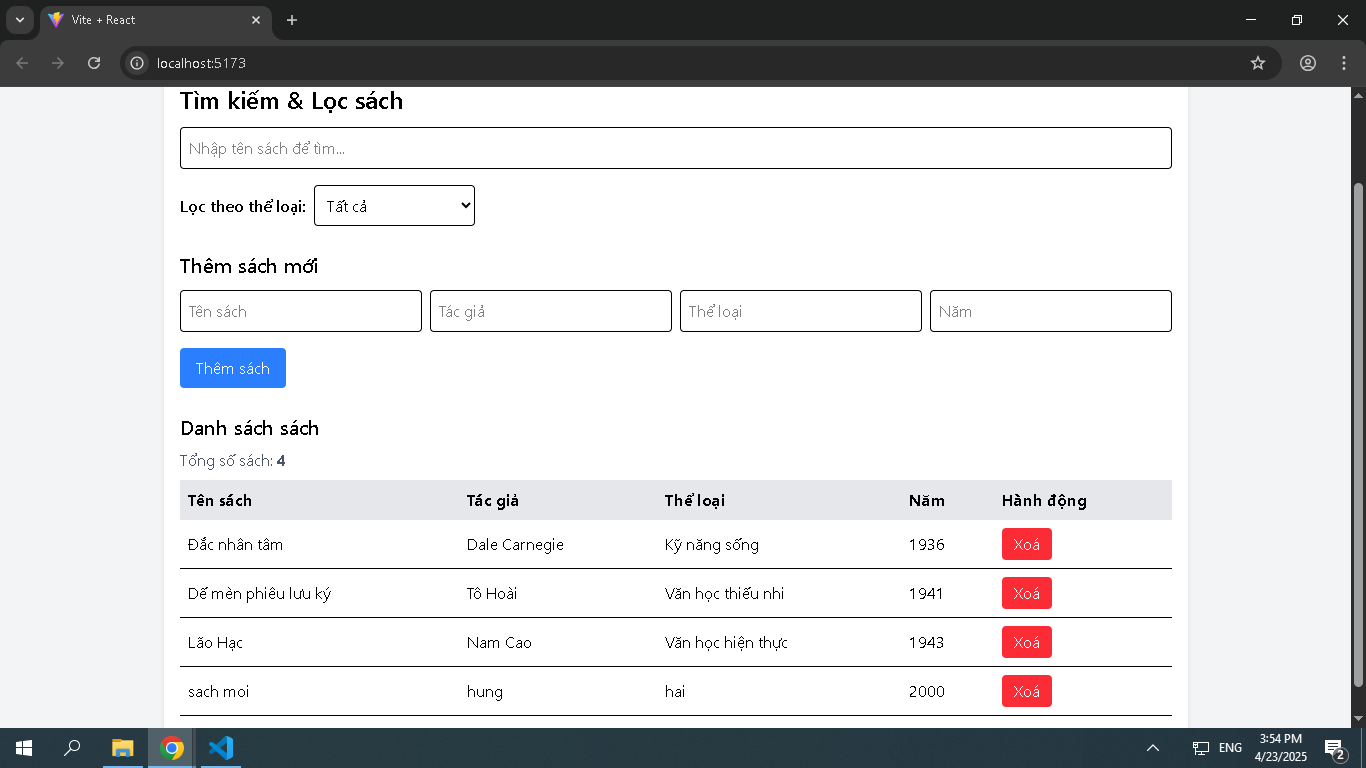 Vite + React
localhost:5173
Tìm kiếm & Lọc sách
Nhập tên sách để tìm...
Lọc theo thể loại: Tất cả
Thêm sách mới
Tên sách Tác giả Thể loại Năm
Thêm sách
Danh sách sách
Tổng số sách: 4
Tên sách Tác giả Thể loại Năm Hành động
Đắc nhân tâm Dale Carnegie Kỹ năng sống 1936 Xoá
Dế mèn phiêu lưu ký Tô Hoài Văn học thiếu nhi 1941 Xoá
Lão Hạc Nam Cao Văn học hiện thực 1943 Xoá
sach moi hung hai 2000 Xoá
ENG
3:54 PM
4/23/2025
2